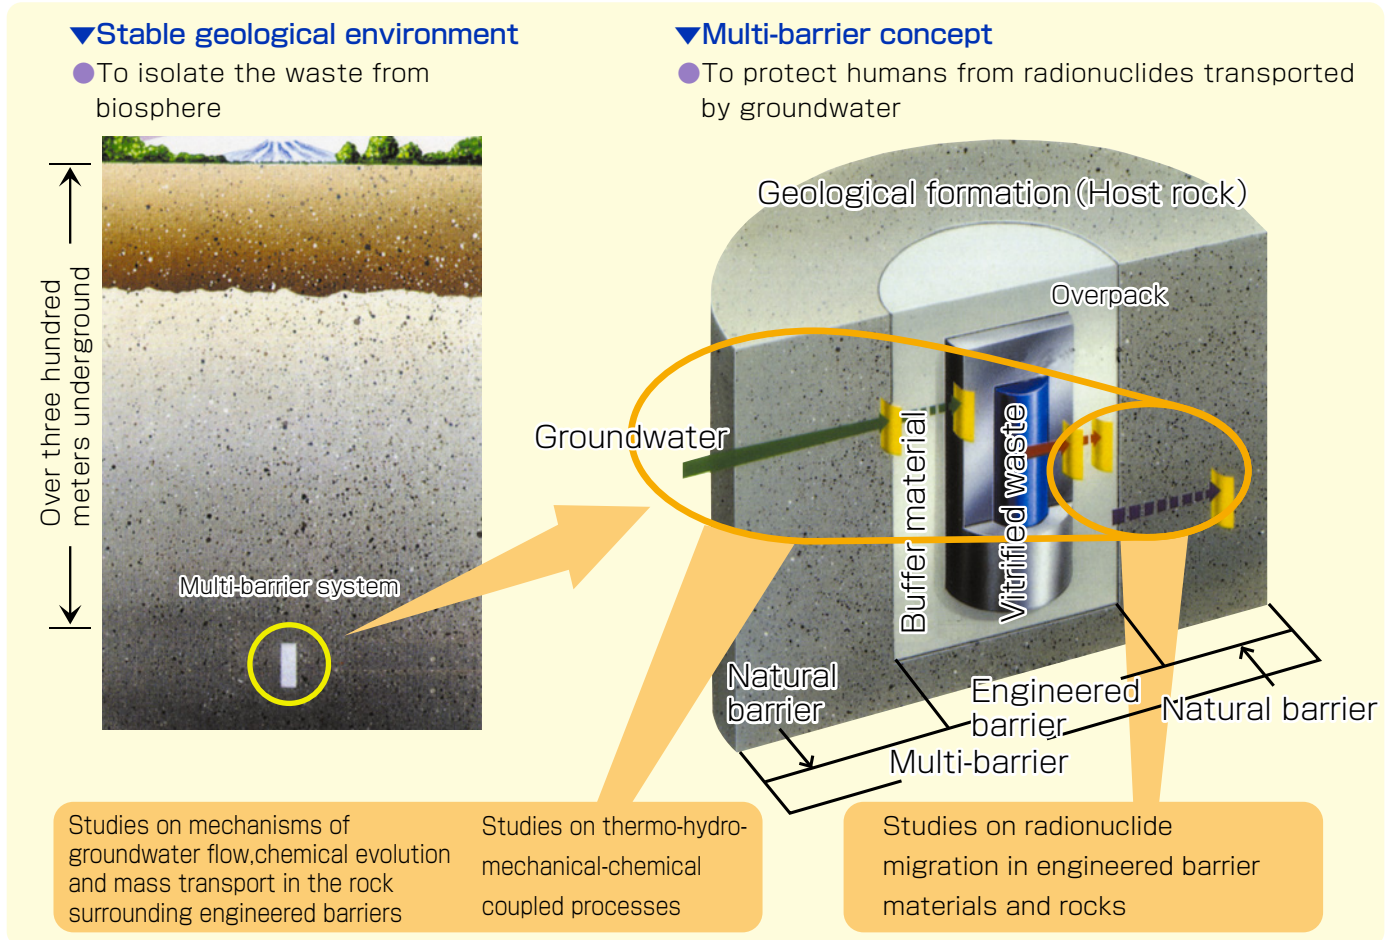 ▼Stable geological environment
●To isolate the waste from
biosphere
▼Multi-barrier concept
●To protect humans from radionuclides transported
by groundwater
Over three hundred
meters underground
Multi-barrier system
Geological formation (Host rock)
Overpack
Groundwater
Buffer material
Vitrified waste
Natural
barrier
Engineered
barrier
Natural barrier
Multi-barrier
Studies on mechanisms of
groundwater flow,chemical evolution
and mass transport in the rock
surrounding engineered barriers
Studies on thermo-hydro-
mechanical-chemical
coupled processes
Studies on radionuclide
migration in engineered barrier
materials and rocks